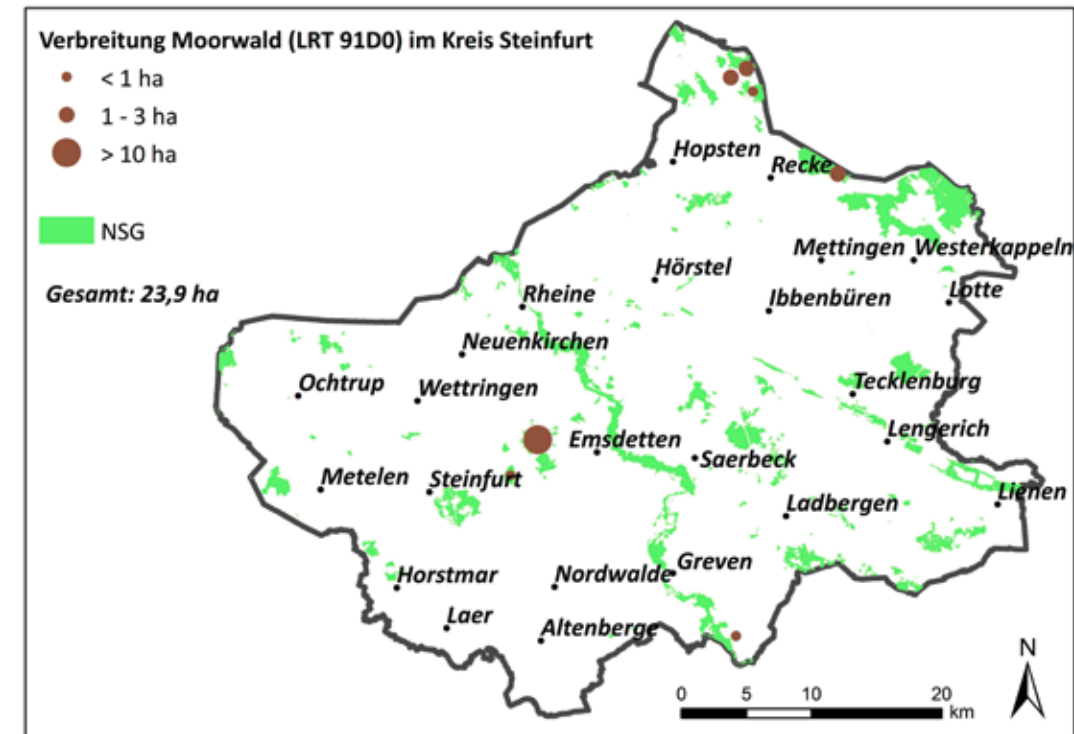 Verbreitung Moorwald (LRT 91D0) im Kreis Steinfurt
< 1 ha
1 - 3 ha
> 10 ha
NSG
Gesamt: 23,9 ha
Hopsten
Recke
Mettingen
Westerkappeln
Hörstel
Rheine
Ibbenbüren
Lotte
Neuenkirchen
Ochtrup
Wettringen
Tecklenburg
Emsdetten
Lengerich
Saerbeck
Metelen
Steinfurt
Ladbergen
Lienen
Greven
Horstmar
Nordwalde
Laer
Altenberge
N
0 5 10 20
km